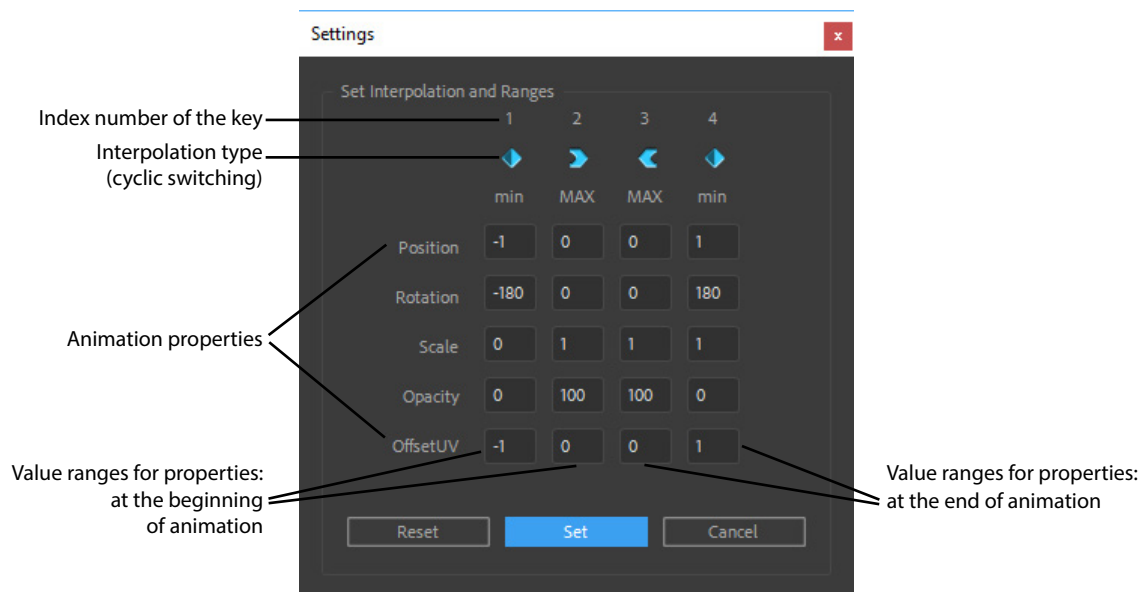 Settings
x
Set Interpolation and Ranges
Index number of the key
1 2 3 4
Interpolation type
(cyclic switching)
min MAX MAX min
Position -1 0 0 1
Rotation -180 0 0 180
Animation properties
Scale 0 1 1 1
Opacity 0 100 100 0
OffsetUV -1 0 0 1
Value ranges for properties:
at the beginning
of animation
Value ranges for properties:
at the end of animation
Reset Set Cancel